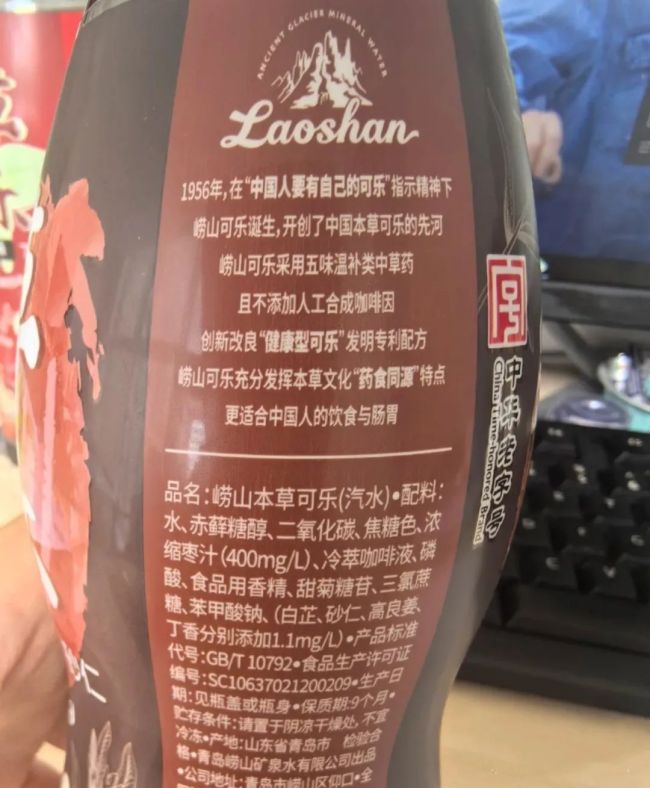 ANCIENT GLACIER MINERAL WATER
Laoshan
1956年,在“中国人要有自己的可乐”指示精神下
崂山可乐诞生,开创了中国本草可乐的先河
崂山可乐采用五味温补类中草药
且不添加人工合成咖啡因
创新改良“健康型可乐”发明专利配方
崂山可乐充分发挥本草文化“药食同源”特点
更适合中国人的饮食与肠胃
品名:崂山本草可乐(汽水)•配料:
水、赤藓糖醇、二氧化碳、焦糖色、浓
缩枣汁(400mg/L)、冷萃咖啡液、磷
酸、食品用香精、甜菊糖苷、三氯蔗
糖、苯甲酸钠、(白芷、砂仁、高良姜、
丁香分别添加1.1mg/L)•产品标准
代号:GB/T 10792•食品生产许可证
编号:SC10637021200209•生产日
期:见瓶盖或瓶身•保质期:9个月•
贮存条件:请置于阴凉干燥处,不宜
冷冻•产地:山东省青岛市 检验合
格•青岛崂山矿泉水有限公司出品
•公司地址:青岛市崂山区仰口•全
中华老字号
China Time-honored Brand
仁